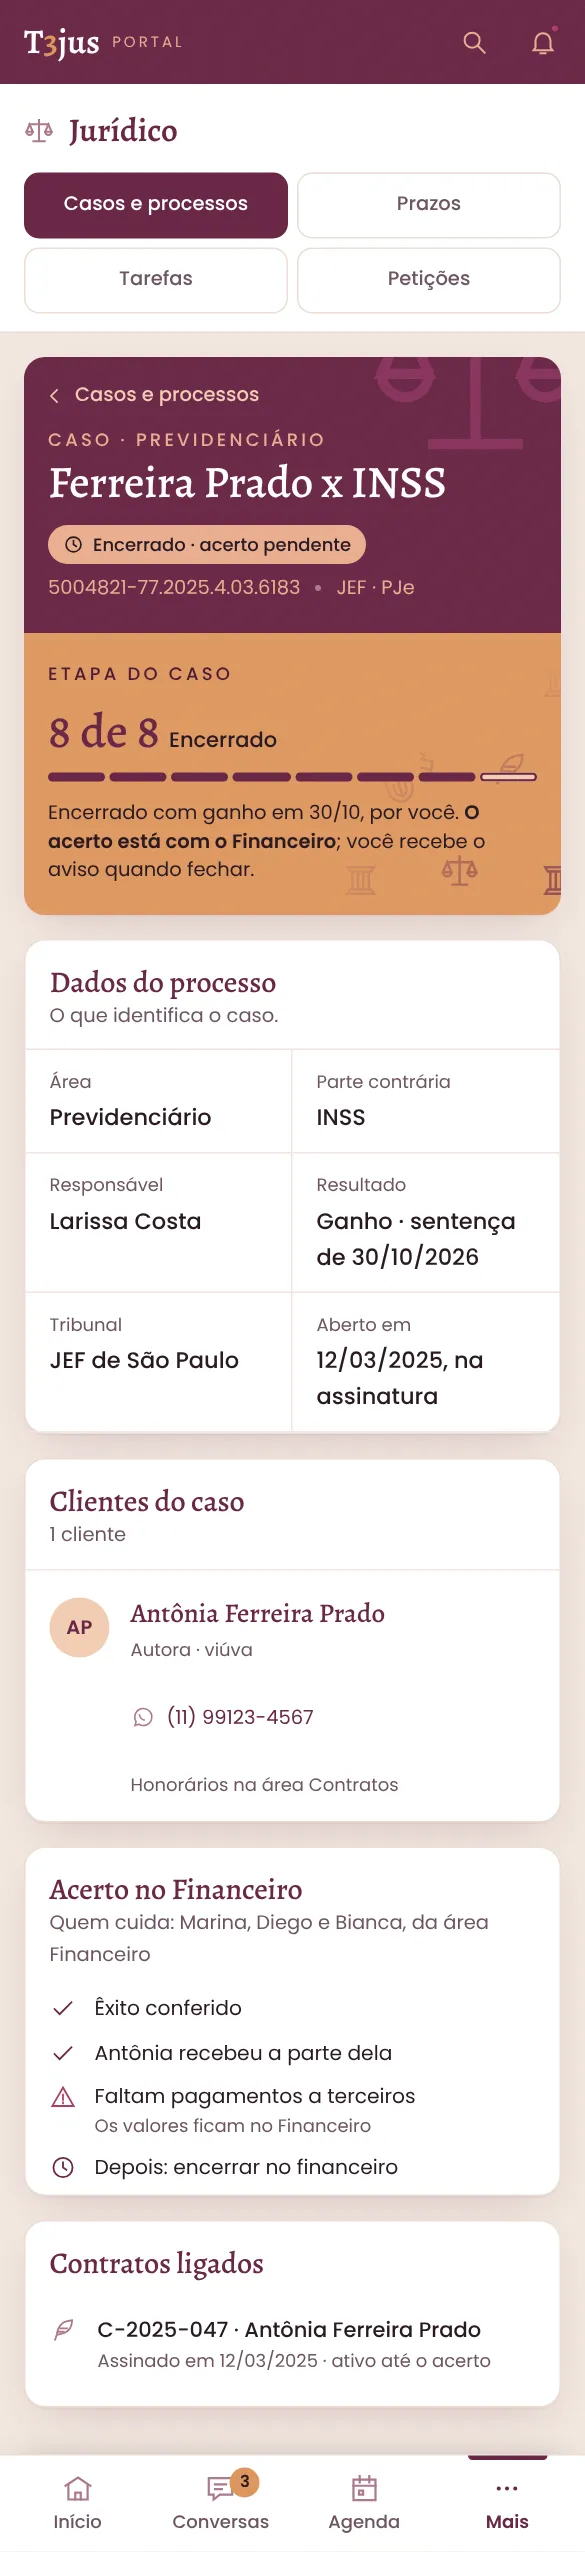 T3jus PORTAL
Jurídico
Casos e processos
Prazos
Tarefas
Petições
Casos e processos
CASO · PREVIDENCIÁRIO
Ferreira Prado x INSS
Encerrado · acerto pendente
5004821-77.2025.4.03.6183 • JEF · PJe
ETAPA DO CASO
8 de 8 Encerrado
Encerrado com ganho em 30/10, por você. O
acerto está com o Financeiro; você recebe o
aviso quando fechar.
Dados do processo
O que identifica o caso.
Área
Previdenciário
Parte contrária
INSS
Responsável
Larissa Costa
Resultado
Ganho · sentença
de 30/10/2026
Tribunal
JEF de São Paulo
Aberto em
12/03/2025, na
assinatura
Clientes do caso
1 cliente
AP
Antônia Ferreira Prado
Autora · viúva
(11) 99123-4567
Honorários na área Contratos
Acerto no Financeiro
Quem cuida: Marina, Diego e Bianca, da área
Financeiro
Êxito conferido
Antônia recebeu a parte dela
Faltam pagamentos a terceiros
Os valores ficam no Financeiro
Depois: encerrar no financeiro
Contratos ligados
C-2025-047 · Antônia Ferreira Prado
Assinado em 12/03/2025 · ativo até o acerto
3
Início
Conversas
Agenda
Mais